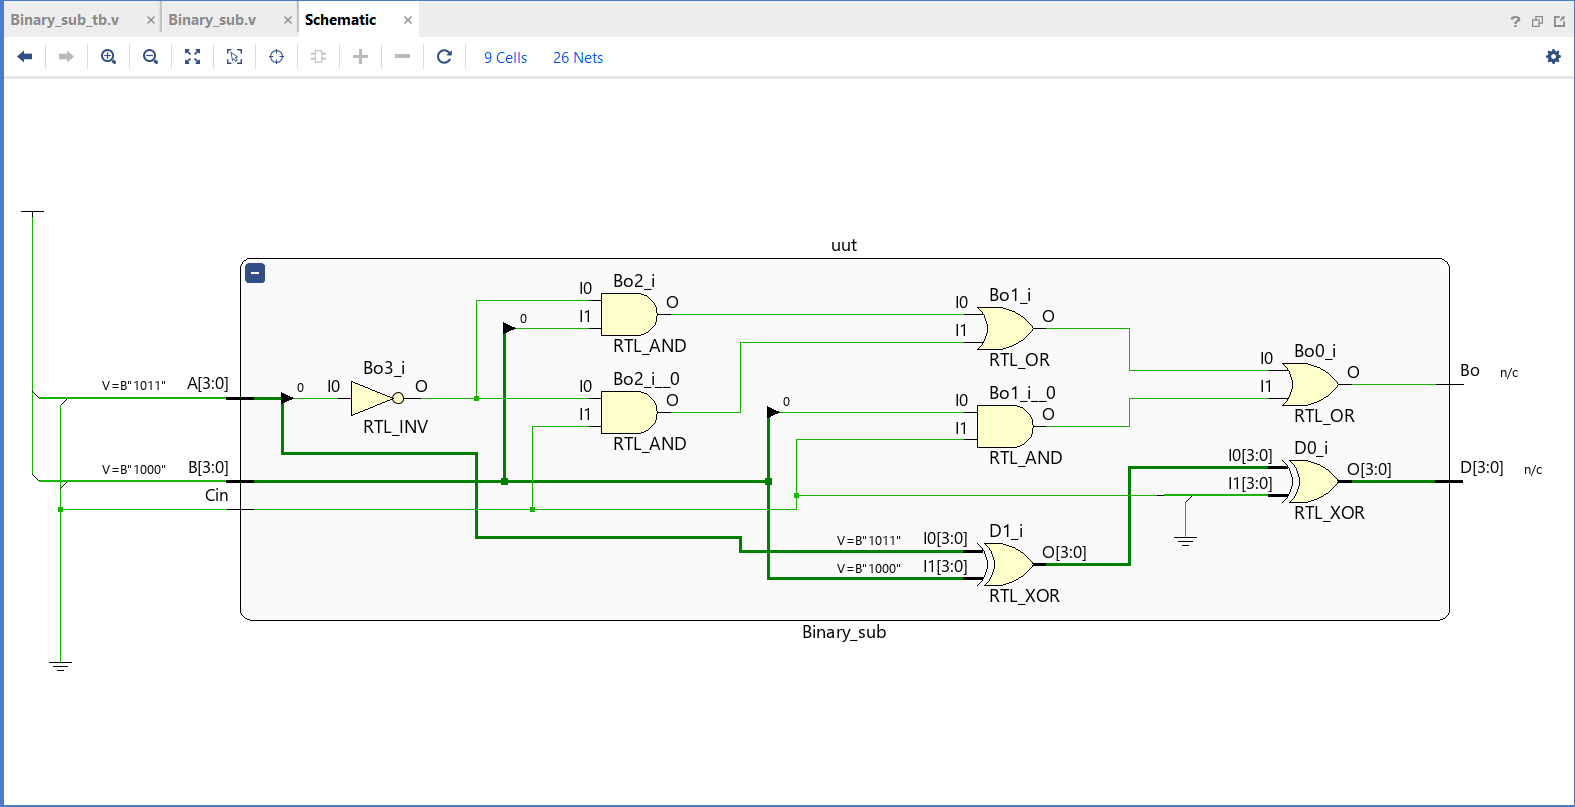 Binary_sub_tb.v × Binary_sub.v × Schematic ×
?
9 Cells 26 Nets
uut
Bo2_i
I0 O
I1 0
RTL_AND
Bo1_i
I0 O
I1
RTL_OR
Bo3_i
0 I0 O
RTL_INV
Bo2_i__0
I0 O
I1
RTL_AND
Bo1_i__0
0 I0 O
I1
RTL_AND
Bo0_i
I0 O
I1
RTL_OR
Bo n/c
V=B"1011" A[3:0]
V=B"1000" B[3:0]
Cin
D0_i
I0[3:0] O[3:0]
I1[3:0]
RTL_XOR
D[3:0] n/c
D1_i
V=B"1011" I0[3:0] O[3:0]
V=B"1000" I1[3:0]
RTL_XOR
Binary_sub